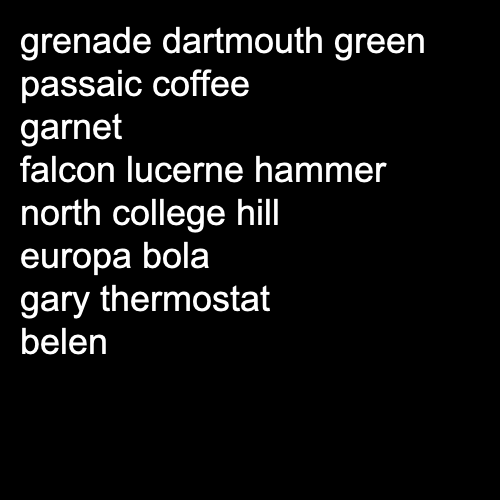 grenade dartmouth green
passaic coffee
garnet
falcon lucerne hammer
north college hill
europa bola
gary thermostat
belen